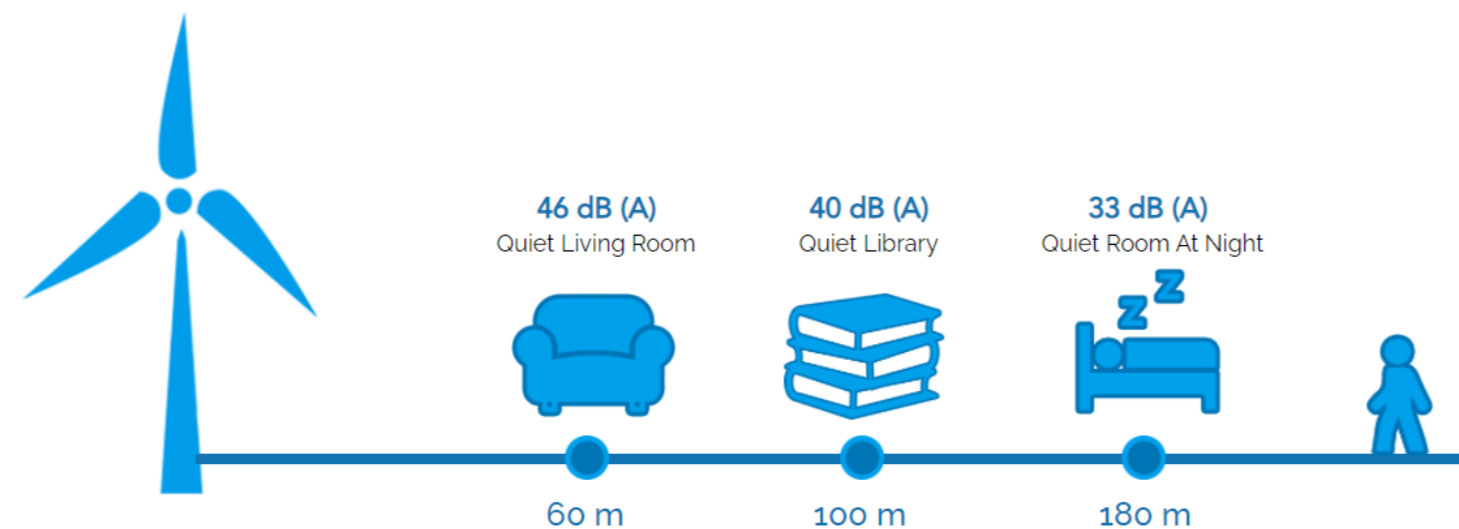 46 dB (A)
Quiet Living Room
40 dB (A)
Quiet Library
33 dB (A)
Quiet Room At Night
z z
60 m
100 m
180 m